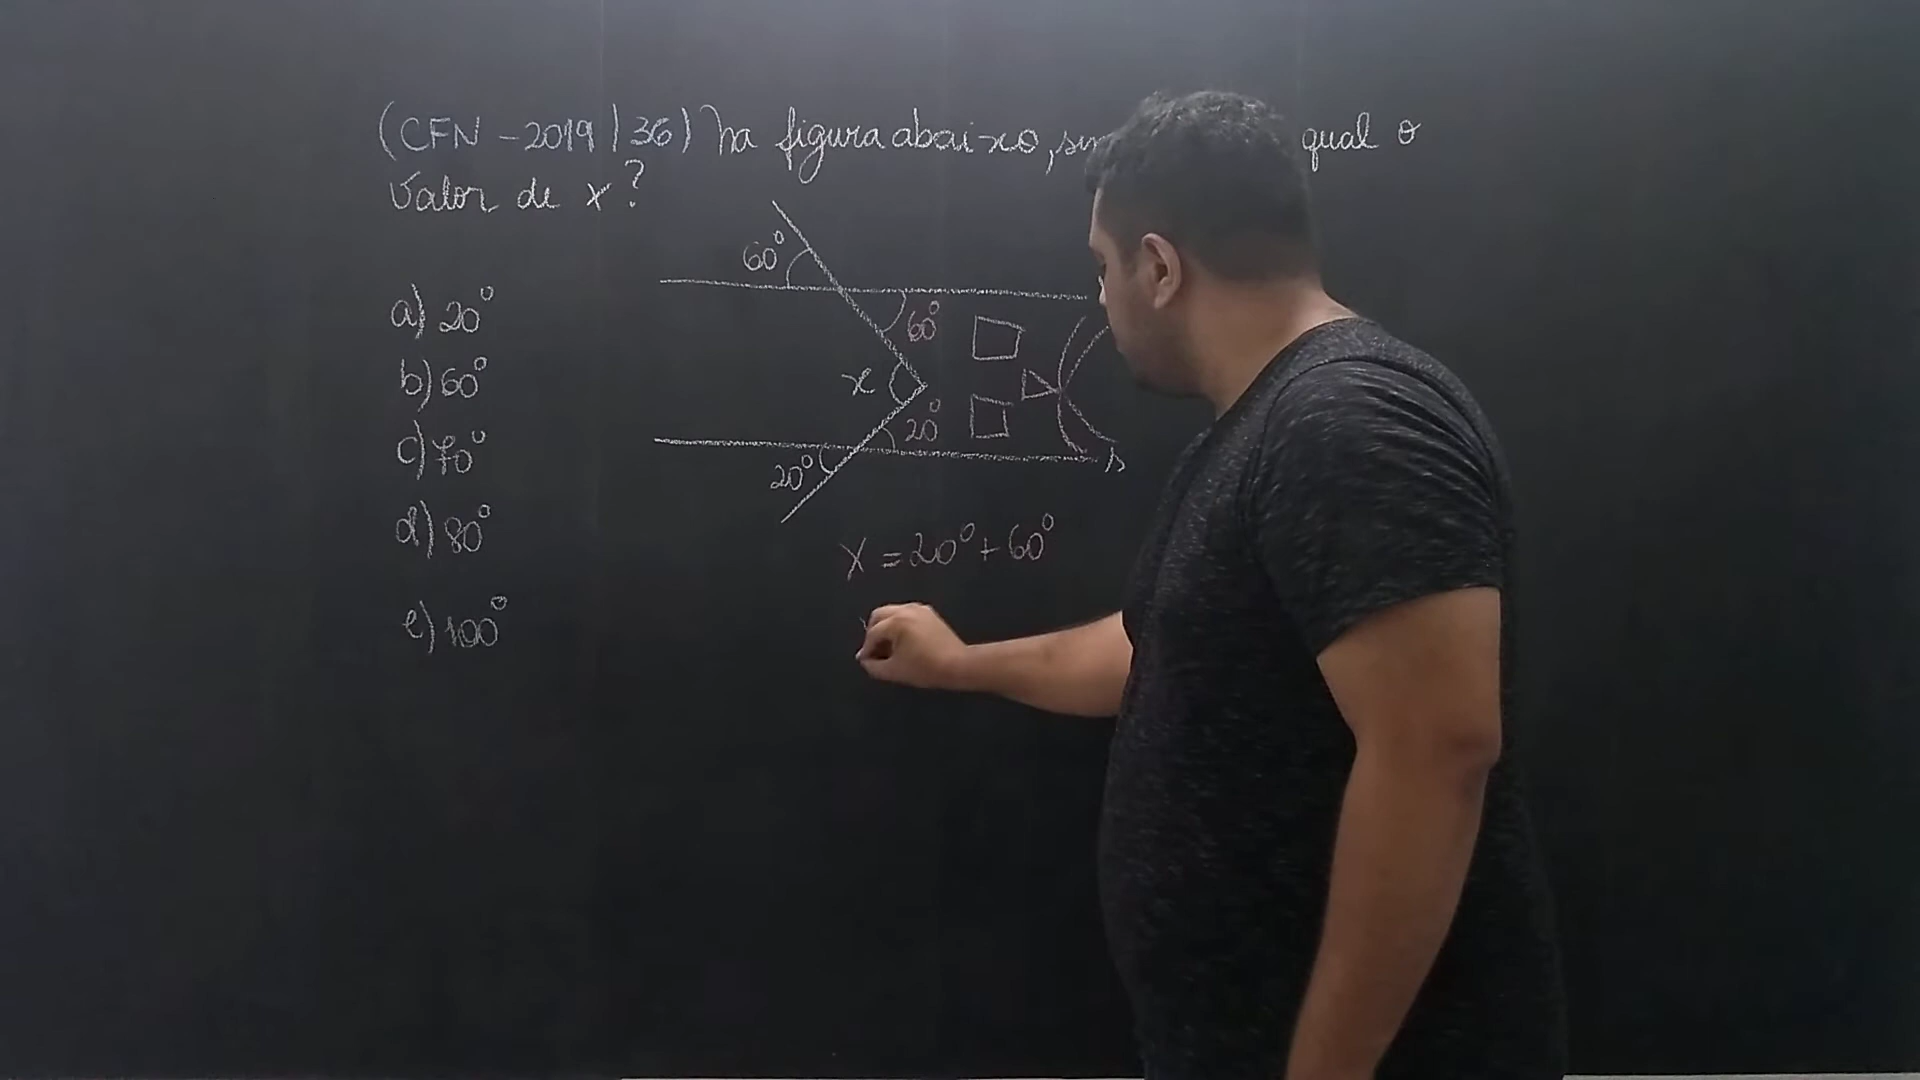 (CFN - 2019 | 36) na figura abaixo, qual o
Valor de x?
60°
a) 20°
60°
b) 60°
x
20°
c) 70°
20°
s
d) 80°
X = 20° + 60°
e) 100°